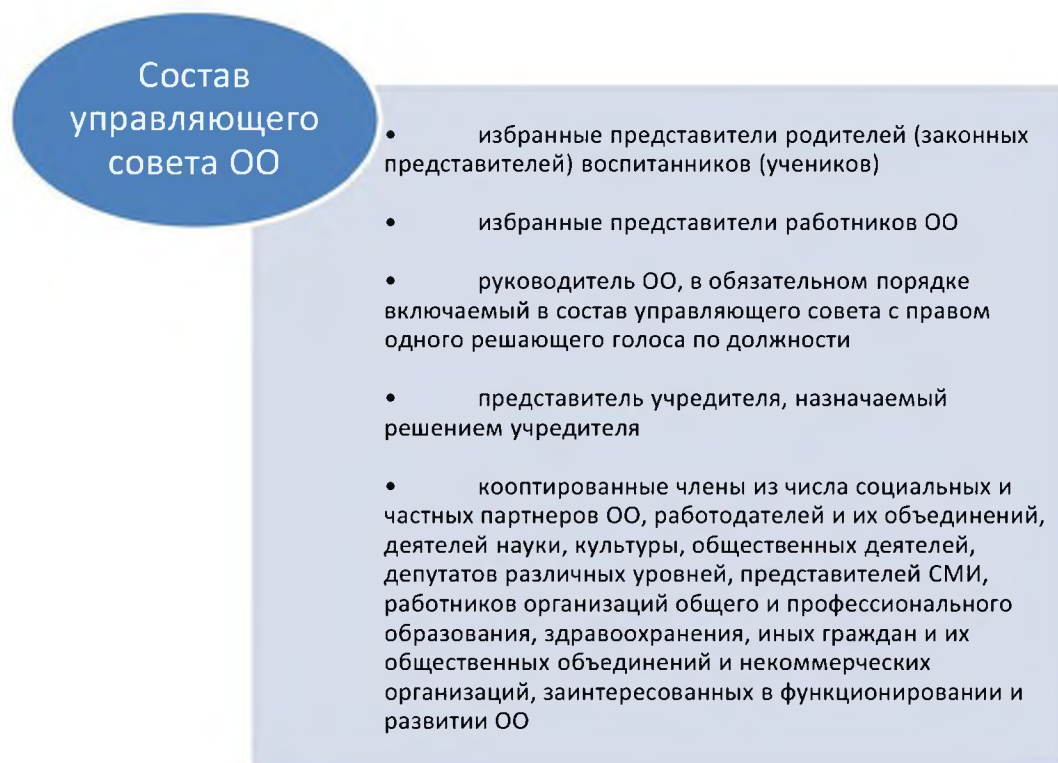 Состав
управляющего
совета ОО
• избранные представители родителей (законных
представителей) воспитанников (учеников)
• избранные представители работников ОО
• руководитель ОО, в обязательном порядке
включаемый в состав управляющего совета с правом
одного решающего голоса по должности
• представитель учредителя, назначаемый
решением учредителя
• кооптированные члены из числа социальных и
частных партнеров ОО, работодателей и их объединений,
деятелей науки, культуры, общественных деятелей,
депутатов различных уровней, представителей СМИ,
работников организаций общего и профессионального
образования, здравоохранения, иных граждан и их
общественных объединений и некоммерческих
организаций, заинтересованных в функционировании и
развитии ОО